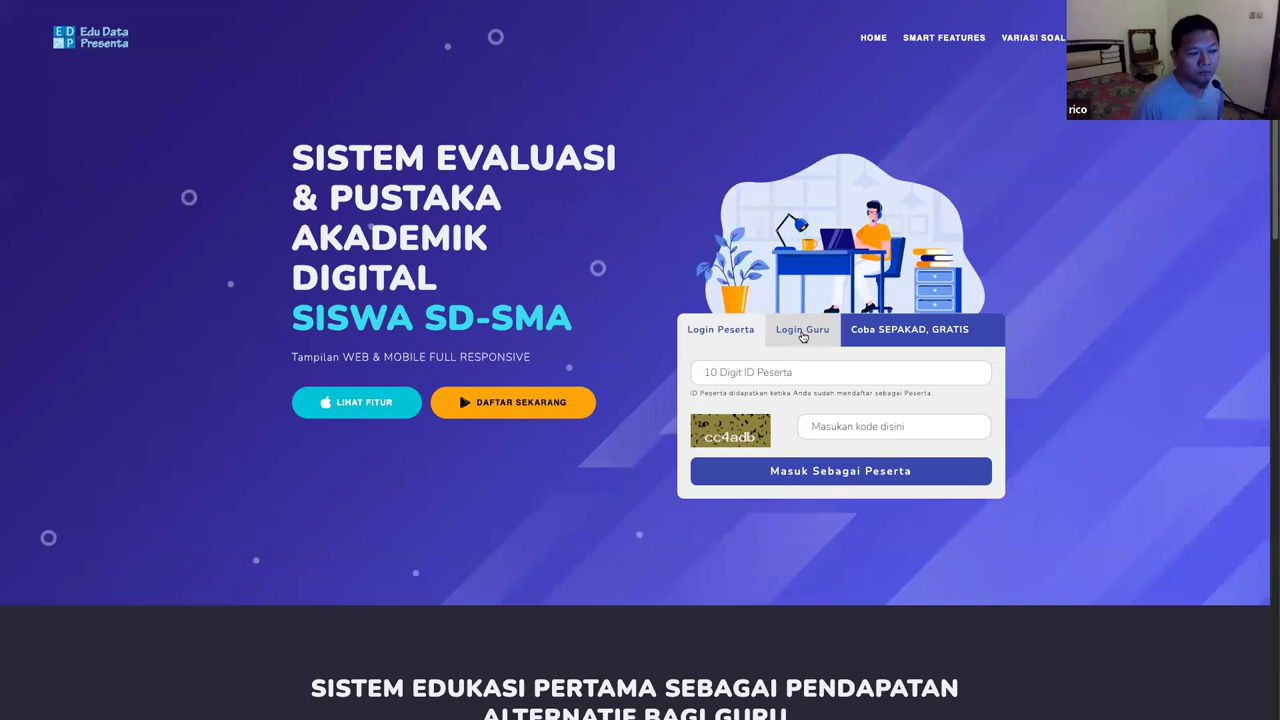 E D Edu Data
P Presenta
HOME SMART FEATURES VARIASI SOAL
rico
SISTEM EVALUASI
& PUSTAKA
AKADEMIK
DIGITAL
SISWA SD-SMA
Tampilan WEB & MOBILE FULL RESPONSIVE
LIHAT FITUR DAFTAR SEKARANG
Login Peserta Login Guru Coba SEPAKAD, GRATIS
10 Digit ID Peserta
ID Peserta didapatkan ketika Anda sudah mendaftar sebagai Peserta.
cc4adb Masukan kode disini
Masuk Sebagai Peserta
SISTEM EDUKASI PERTAMA SEBAGAI PENDAPATAN
ALTERNATIF BAGI GURU